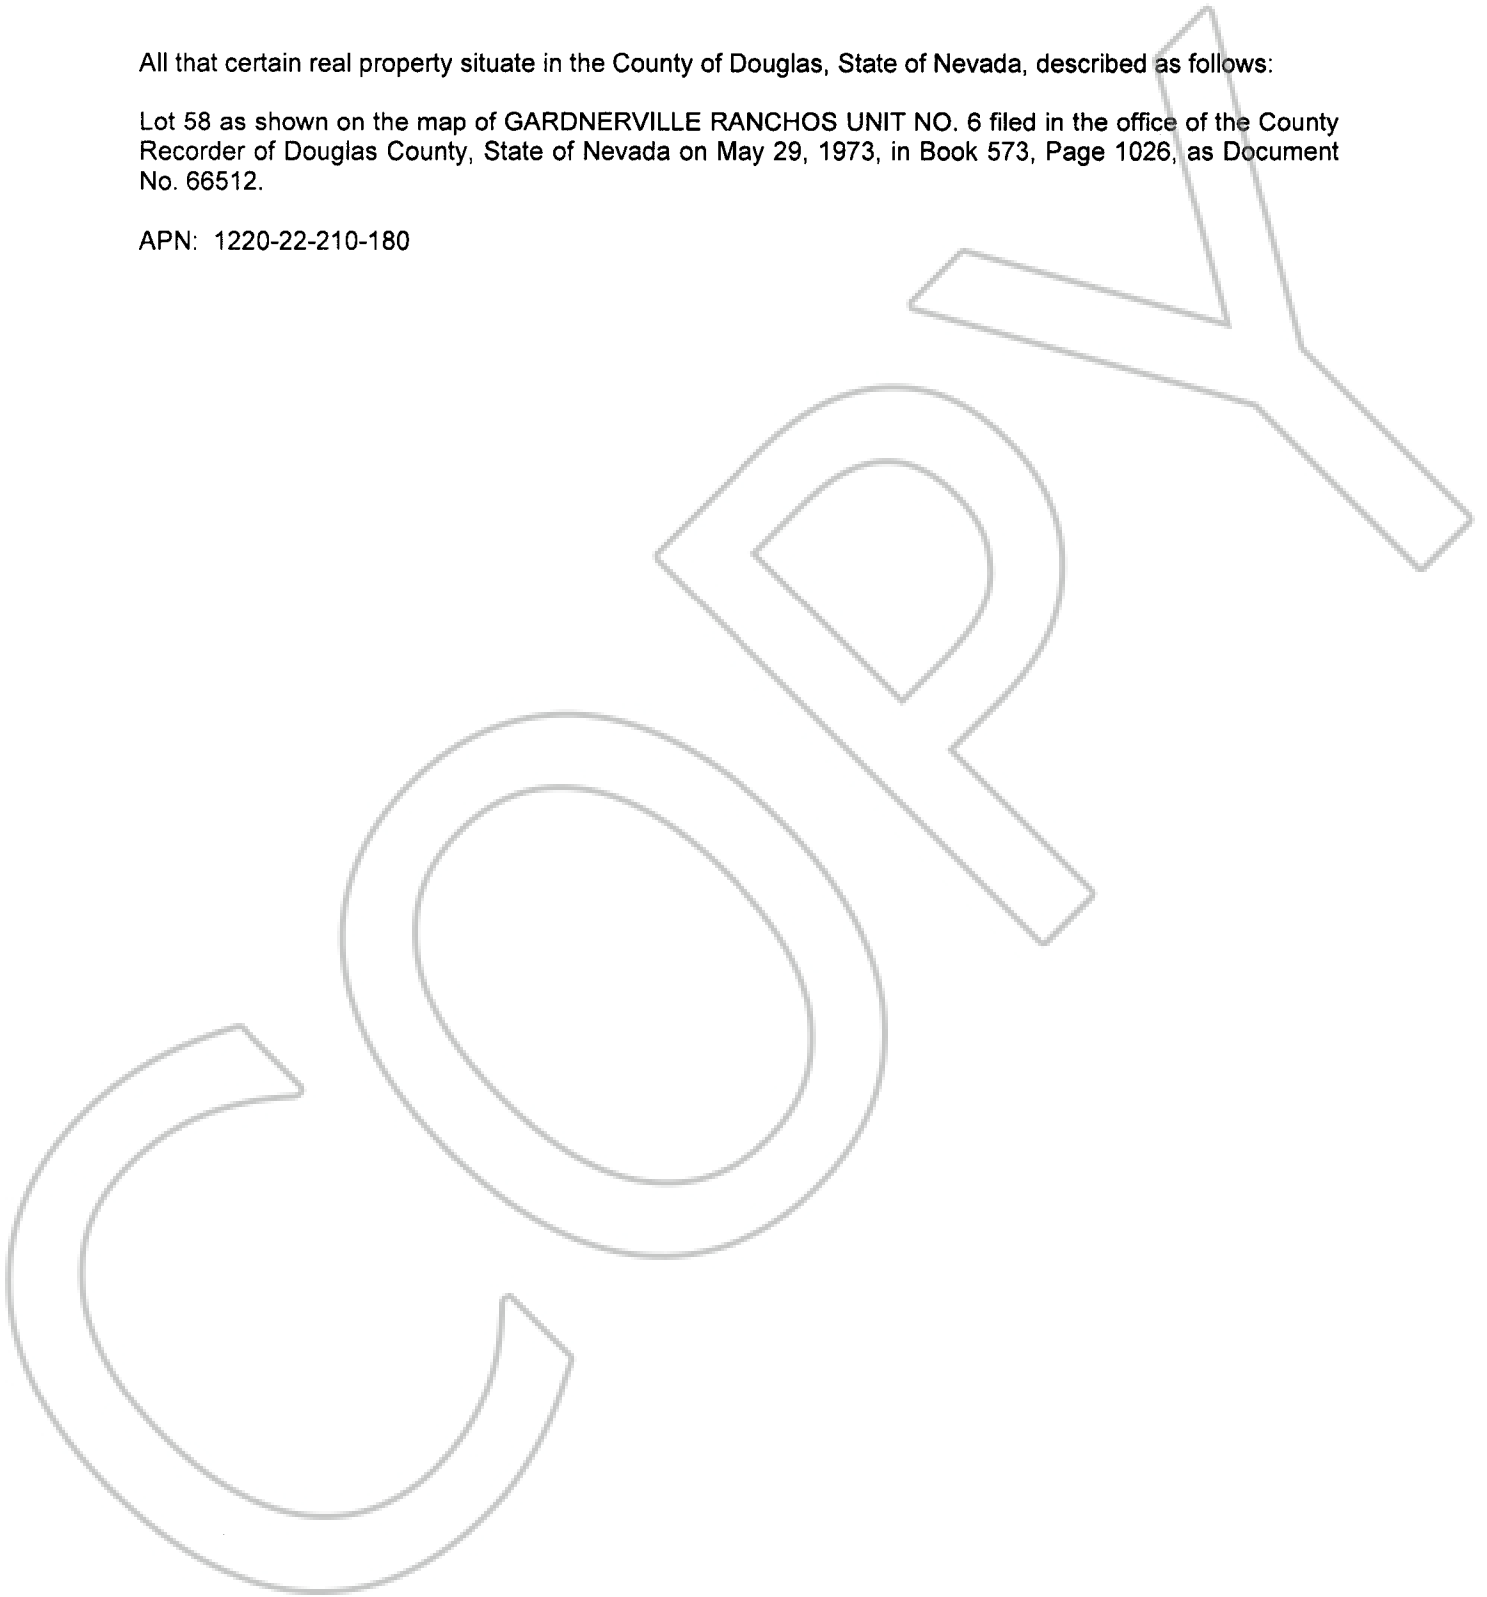 All that certain real property situate in the County of Douglas, State of Nevada, described as follows:
Lot 58 as shown on the map of GARDNERVILLE RANCHOS UNIT NO. 6 filed in the office of the County
Recorder of Douglas County, State of Nevada on May 29, 1973, in Book 573, Page 1026, as Document
No. 66512.
APN: 1220-22-210-180
COPY